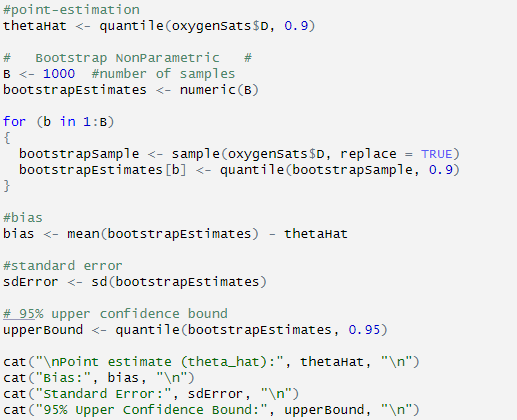 #point-estimation
thetaHat <- quantile(oxygenSats$D, 0.9)
#   Bootstrap NonParametric   #
B <- 1000  #number of samples
bootstrapEstimates <- numeric(B)
for (b in 1:B)
{
  bootstrapSample <- sample(oxygenSats$D, replace = TRUE)
  bootstrapEstimates[b] <- quantile(bootstrapSample, 0.9)
}
#bias
bias <- mean(bootstrapEstimates) - thetaHat
#standard error
sdError <- sd(bootstrapEstimates)
# 95% upper confidence bound
upperBound <- quantile(bootstrapEstimates, 0.95)
cat("\nPoint estimate (theta_hat):", thetaHat, "\n")
cat("Bias:", bias, "\n")
cat("Standard Error:", sdError, "\n")
cat("95% Upper Confidence Bound:", upperBound, "\n")